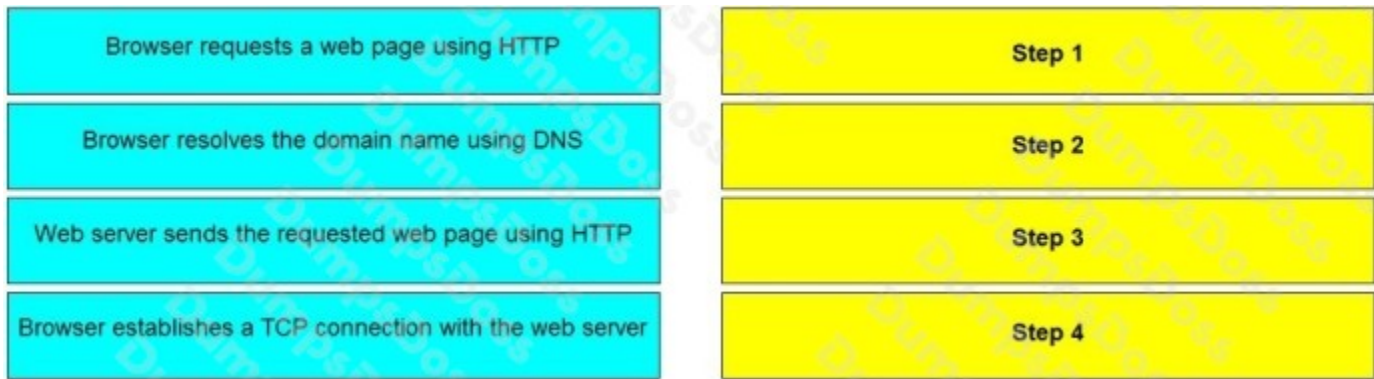 Browser requests a web page using HTTP
Step 1
Browser resolves the domain name using DNS
Step 2
Web server sends the requested web page using HTTP
Step 3
Browser establishes a TCP connection with the web server
Step 4
DumpsDoss